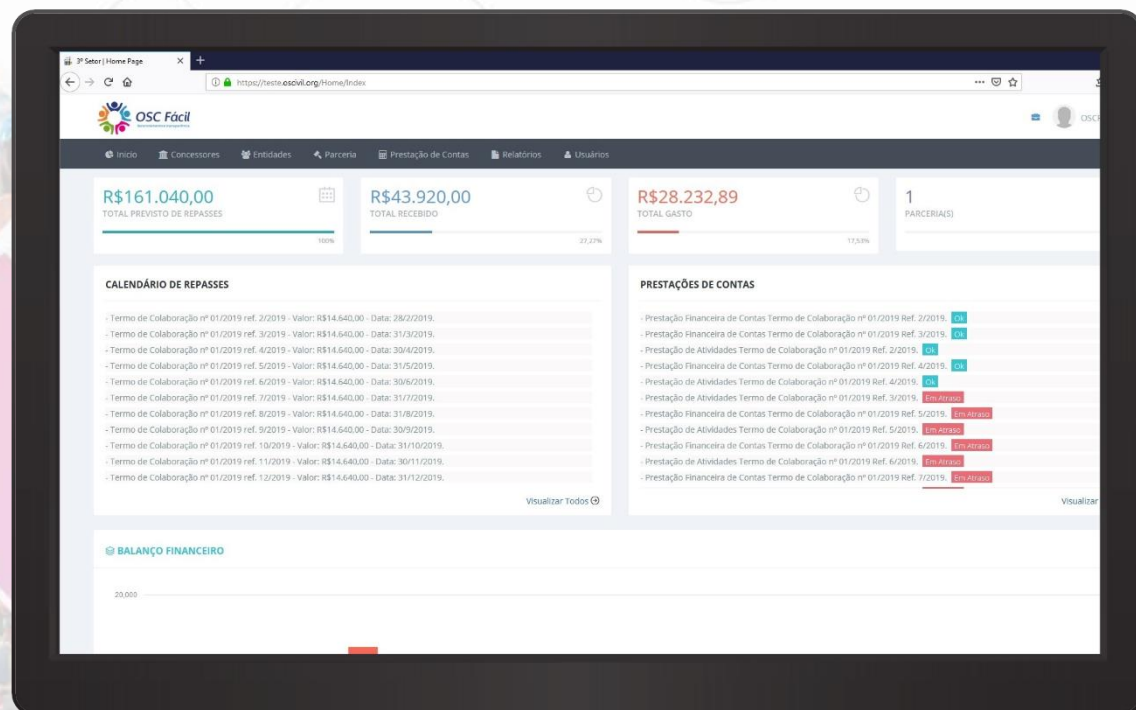 3º Setor | Home Page
https://teste.oscivil.org/Home/Index
OSC Fácil
OSCF
Inicio Concessores Entidades Parceria Prestação de Contas Relatórios Usuários
R$161.040,00
TOTAL PREVISTO DE REPASSES
100%
R$43.920,00
TOTAL RECEBIDO
27,27%
R$28.232,89
TOTAL GASTO
17,53%
1
PARCERIA(S)
CALENDÁRIO DE REPASSES
- Termo de Colaboração nº 01/2019 ref. 2/2019 - Valor: R$14.640,00 - Data: 28/2/2019.
- Termo de Colaboração nº 01/2019 ref. 3/2019 - Valor: R$14.640,00 - Data: 31/3/2019.
- Termo de Colaboração nº 01/2019 ref. 4/2019 - Valor: R$14.640,00 - Data: 30/4/2019.
- Termo de Colaboração nº 01/2019 ref. 5/2019 - Valor: R$14.640,00 - Data: 31/5/2019.
- Termo de Colaboração nº 01/2019 ref. 6/2019 - Valor: R$14.640,00 - Data: 30/6/2019.
- Termo de Colaboração nº 01/2019 ref. 7/2019 - Valor: R$14.640,00 - Data: 31/7/2019.
- Termo de Colaboração nº 01/2019 ref. 8/2019 - Valor: R$14.640,00 - Data: 31/8/2019.
- Termo de Colaboração nº 01/2019 ref. 9/2019 - Valor: R$14.640,00 - Data: 30/9/2019.
- Termo de Colaboração nº 01/2019 ref. 10/2019 - Valor: R$14.640,00 - Data: 31/10/2019.
- Termo de Colaboração nº 01/2019 ref. 11/2019 - Valor: R$14.640,00 - Data: 30/11/2019.
- Termo de Colaboração nº 01/2019 ref. 12/2019 - Valor: R$14.640,00 - Data: 31/12/2019.
Visualizar Todos
PRESTAÇÕES DE CONTAS
- Prestação Financeira de Contas Termo de Colaboração nº 01/2019 Ref. 2/2019. Ok
- Prestação Financeira de Contas Termo de Colaboração nº 01/2019 Ref. 3/2019. Ok
- Prestação de Atividades Termo de Colaboração nº 01/2019 Ref. 2/2019. Ok
- Prestação Financeira de Contas Termo de Colaboração nº 01/2019 Ref. 4/2019. Ok
- Prestação de Atividades Termo de Colaboração nº 01/2019 Ref. 4/2019. Ok
- Prestação de Atividades Termo de Colaboração nº 01/2019 Ref. 3/2019. Em Atraso
- Prestação Financeira de Contas Termo de Colaboração nº 01/2019 Ref. 5/2019. Em Atraso
- Prestação de Atividades Termo de Colaboração nº 01/2019 Ref. 5/2019. Em Atraso
- Prestação Financeira de Contas Termo de Colaboração nº 01/2019 Ref. 6/2019. Em Atraso
- Prestação de Atividades Termo de Colaboração nº 01/2019 Ref. 6/2019. Em Atraso
- Prestação Financeira de Contas Termo de Colaboração nº 01/2019 Ref. 7/2019. Em Atraso
Visualizar
BALANÇO FINANCEIRO
20,000